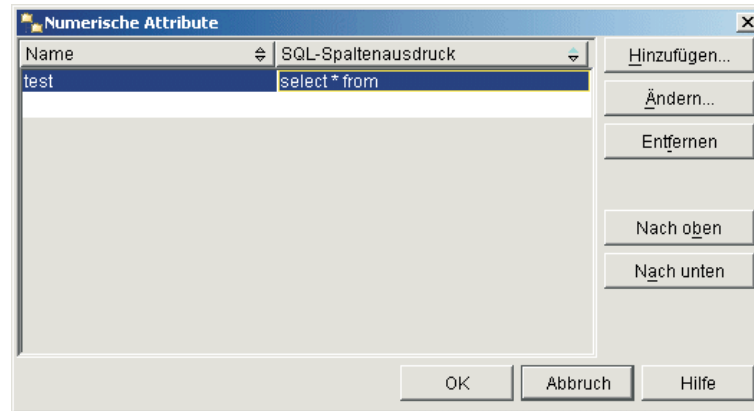 Numerische Attribute
Name SQL-Spaltenausdruck
test select * from
Hinzufügen...
Ändern...
Entfernen
Nach oben
Nach unten
OK Abbruch Hilfe